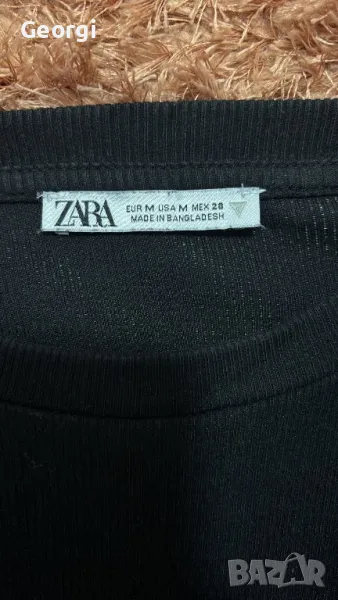 Georgi
ZARA
EUR M USA M MEX 28
MADE IN BANGLADESH
BAZAR